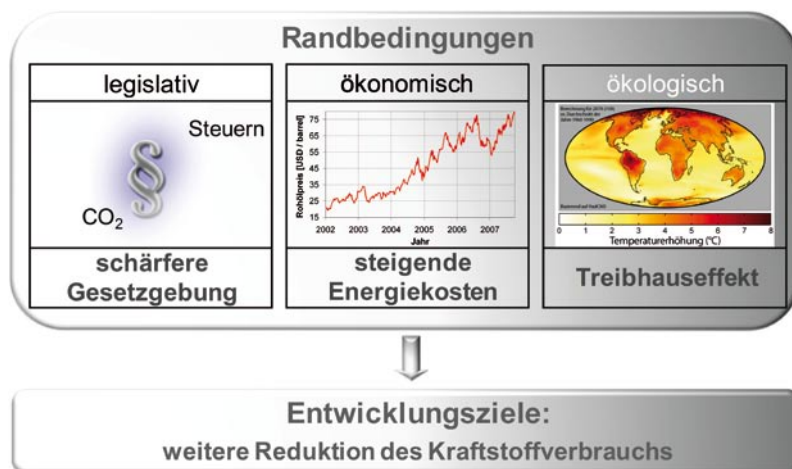 Randbedingungen
legislativ
Steuern
§
CO₂
schärfere
Gesetzgebung
ökonomisch
Rohölpreis [USD / barrel]
75
65
55
45
35
25
15
2002 2003 2004 2005 2006 2007
Jahr
steigende
Energiekosten
ökologisch
0 1 2 3 4 5 6 7 8
Temperaturerhöhung (°C)
Treibhauseffekt
Entwicklungsziele:
weitere Reduktion des Kraftstoffverbrauchs